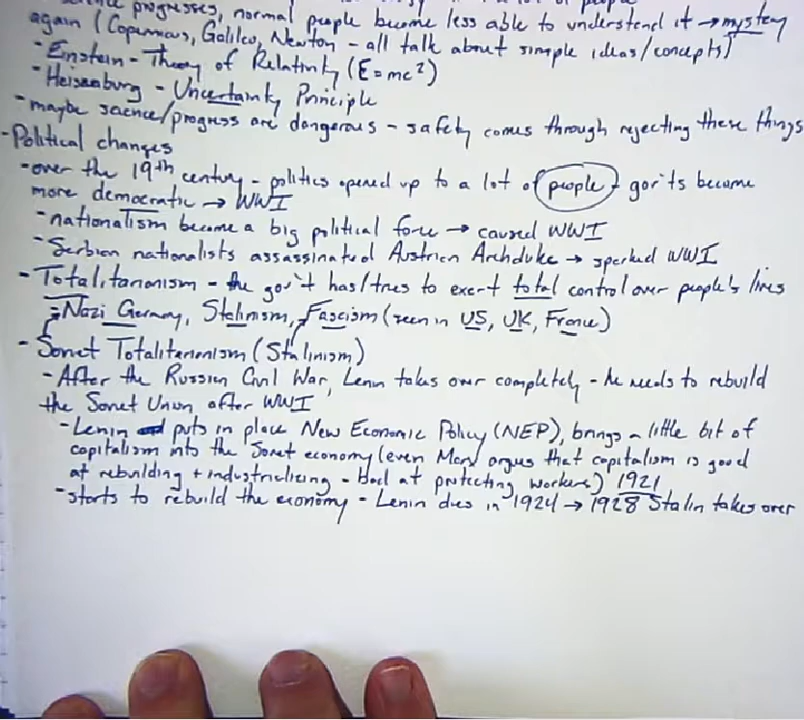 progresses, normal people become less able to understand it → mystery
again (Copernicus, Galileo, Newton - all talk about simple ideas/concepts)
- Einstein - Theory of Relativity (E=mc²)
- Heisenburg - Uncertainty Principle
- maybe science/progress are dangerous - safety comes through rejecting these things
- Political changes
- over the 19th century - politics opened up to a lot of people + gov'ts become
more democratic → WWI
- nationalism become a big political force → caused WWI
- Serbian nationalists assassinated Austrian Archduke → sparked WWI
- Totalitarianism - the gov't has/tries to exert total control over people's lives
- Nazi Germany, Stalinism, Fascism (seen in US, UK, France)
- Soviet Totalitarianism (Stalinism)
- After the Russian Civil War, Lenin takes over completely - he needs to rebuild
the Soviet Union after WWI
- Lenin puts in place New Economic Policy (NEP), brings a little bit of
capitalism into the Soviet economy (even Marx argues that capitalism is good
at rebuilding + industrializing - bad at protecting workers) 1921
- starts to rebuild the economy - Lenin dies in 1924 → 1928 Stalin takes over